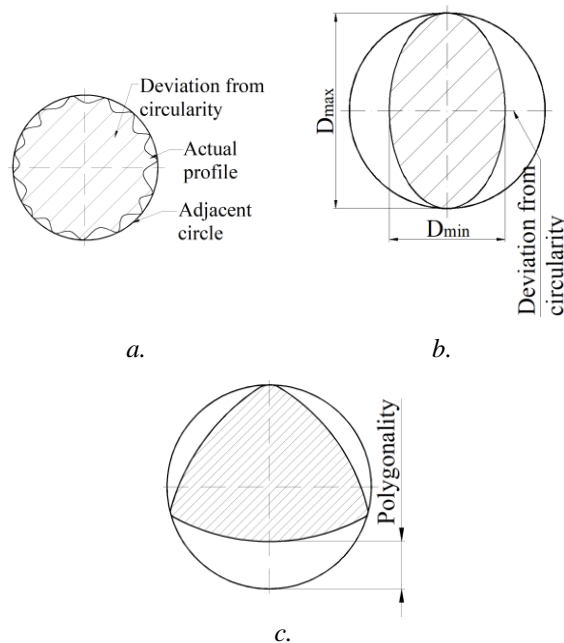 Deviation from
circularity
Actual
profile
Adjacent
circle
a.
Dmax
Dmin
Deviation from
circularity
b.
Polygonality
c.